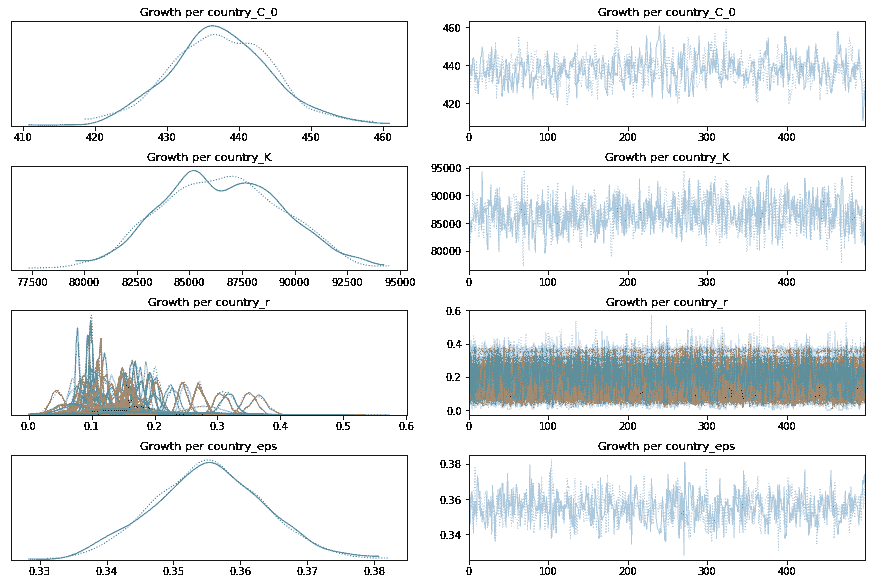 Growth per country_C_0
Growth per country_C_0
460
440
420
410 420 430 440 450 460
0 100 200 300 400
Growth per country_K
Growth per country_K
95000
90000
85000
80000
77500 80000 82500 85000 87500 90000 92500 95000
0 100 200 300 400
Growth per country_r
Growth per country_r
0.6
0.4
0.2
0.0
0.0 0.1 0.2 0.3 0.4 0.5 0.6
0 100 200 300 400
Growth per country_eps
Growth per country_eps
0.38
0.36
0.34
0.33 0.34 0.35 0.36 0.37 0.38
0 100 200 300 400